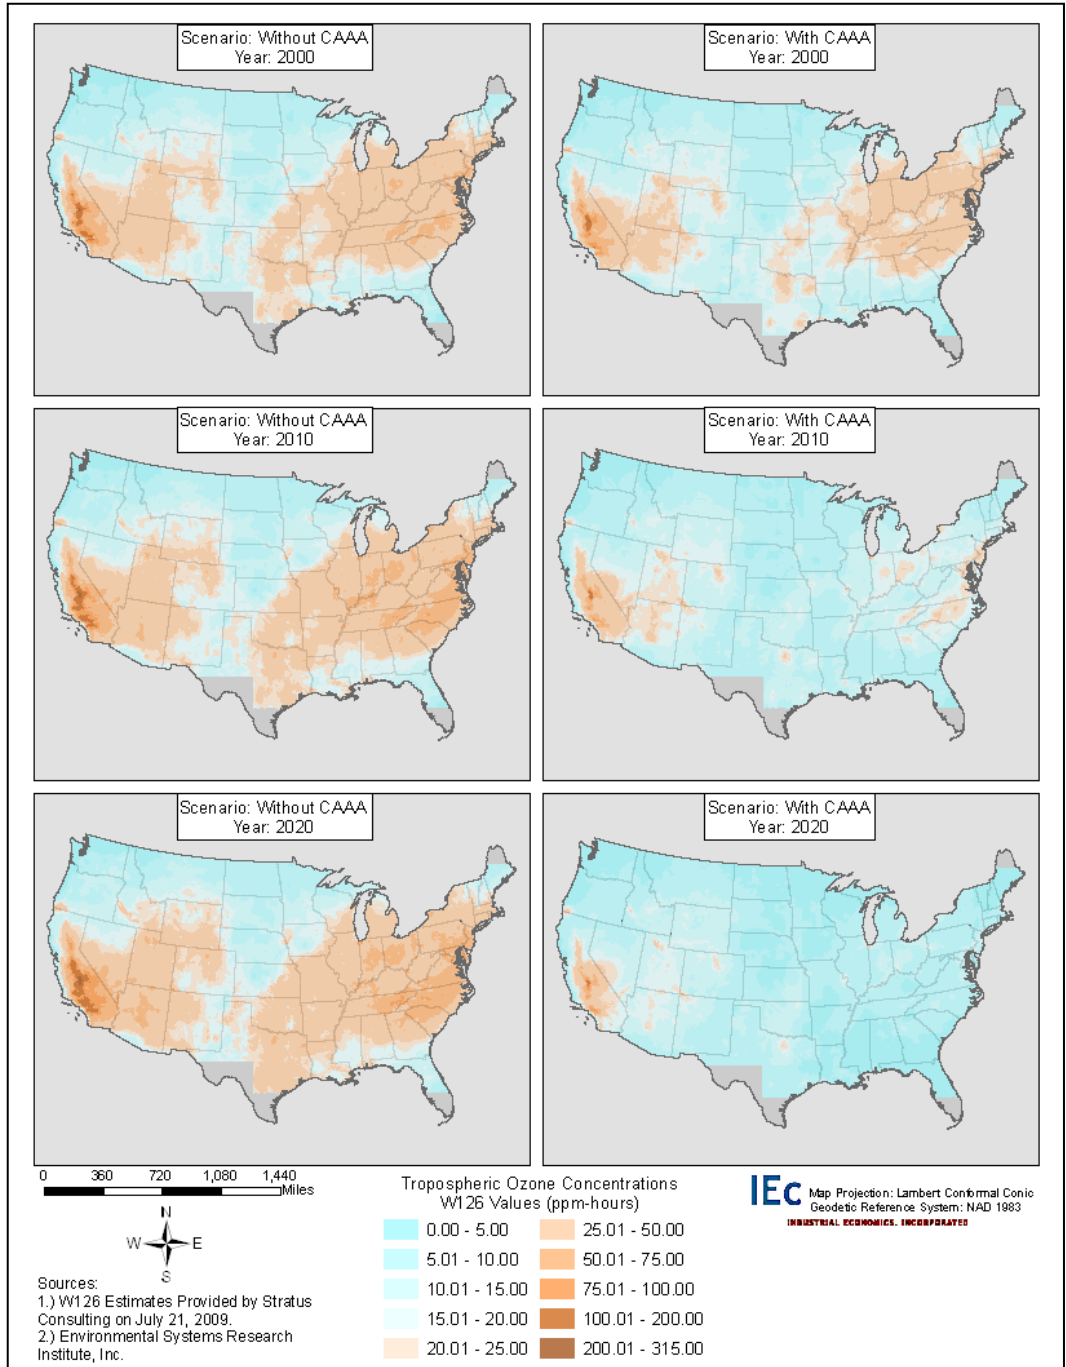 Scenario: Without CAAA
Year: 2000
Scenario: With CAAA
Year: 2000
Scenario: Without CAAA
Year: 2010
Scenario: With CAAA
Year: 2010
Scenario: Without CAAA
Year: 2020
Scenario: With CAAA
Year: 2020
0 360 720 1,080 1,440
Miles
N
W E
S
Sources:
1.) W126 Estimates Provided by Stratus
Consulting on July 21, 2009.
2.) Environmental Systems Research
Institute, Inc.
Tropospheric Ozone Concentrations
W126 Values (ppm-hours)
0.00 - 5.00
5.01 - 10.00
10.01 - 15.00
15.01 - 20.00
20.01 - 25.00
25.01 - 50.00
50.01 - 75.00
75.01 - 100.00
100.01 - 200.00
200.01 - 315.00
IEc
Map Projection: Lambert Conformal Conic
Geodetic Reference System: NAD 1983
INDUSTRIAL ECONOMICS, INCORPORATED